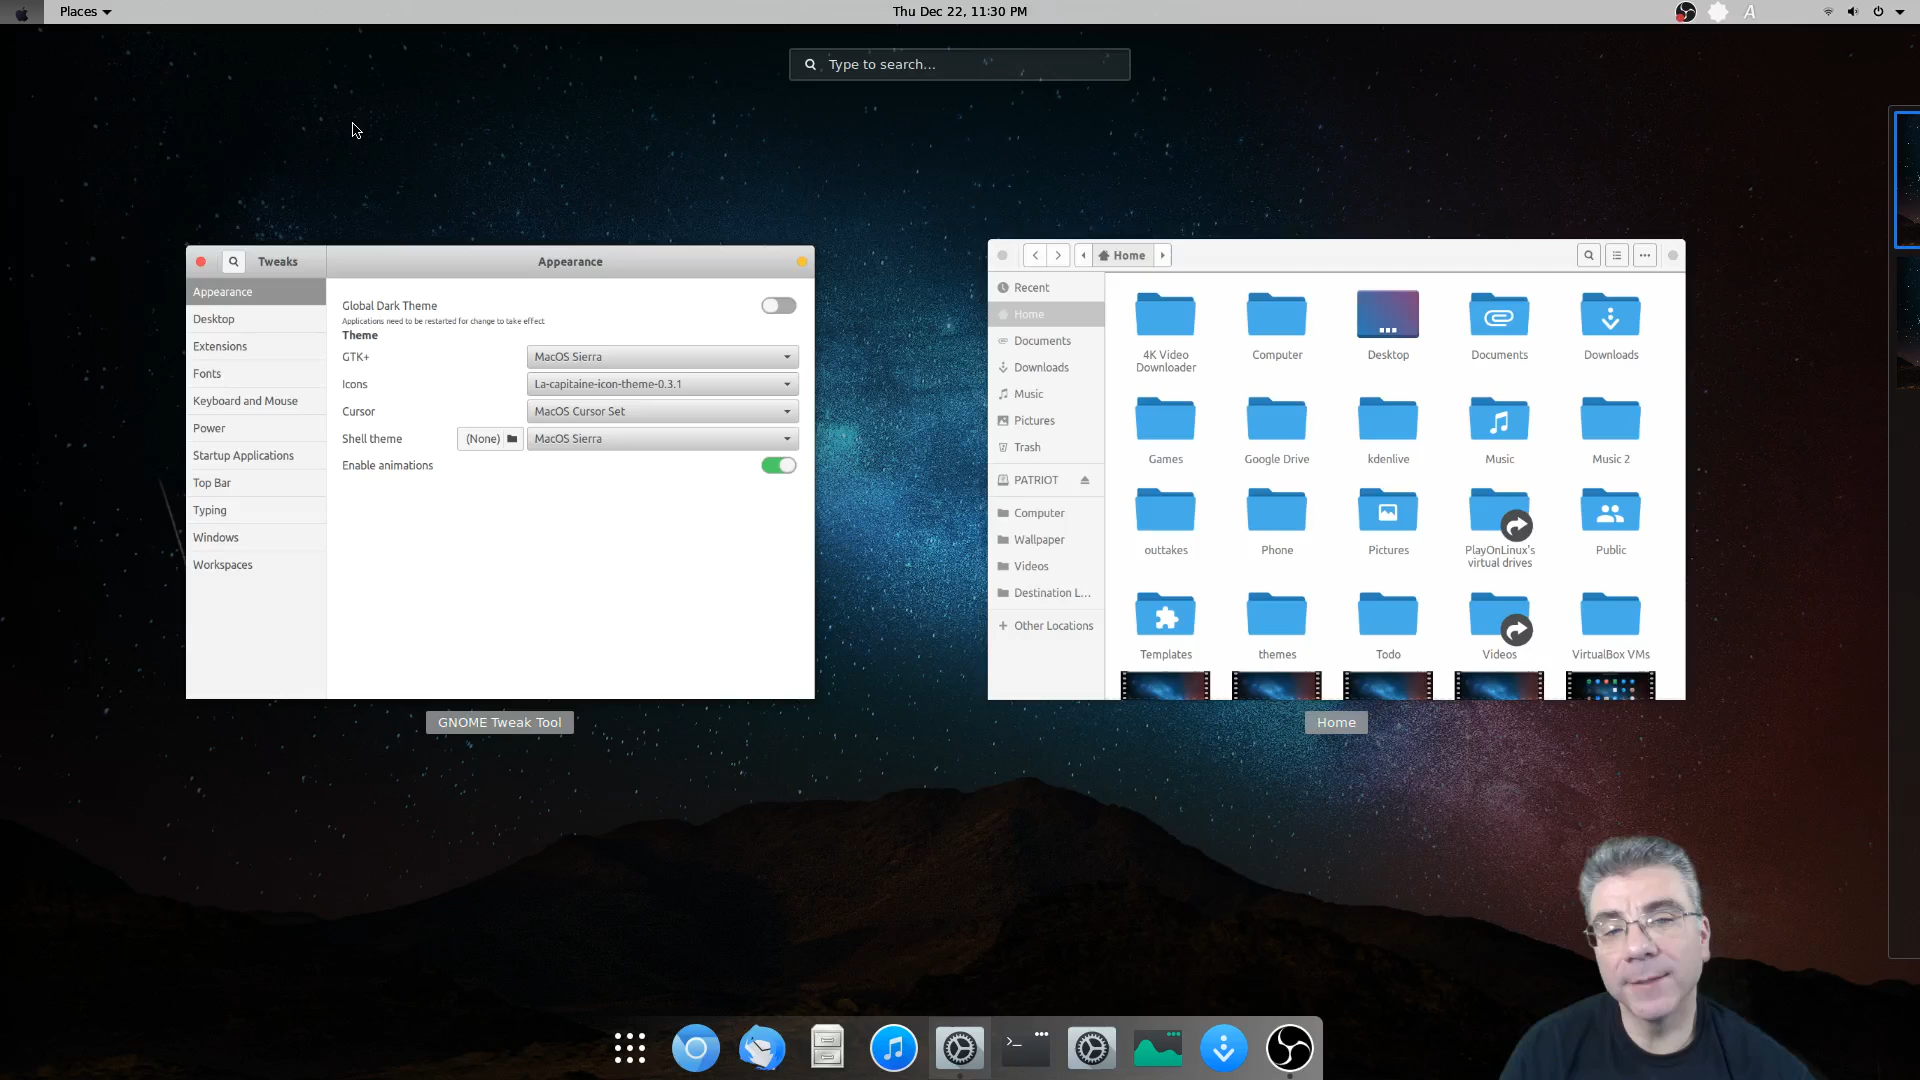 Places
Thu Dec 22, 11:30 PM
Type to search...
Tweaks
Appearance
Appearance
Desktop
Extensions
Fonts
Keyboard and Mouse
Power
Startup Applications
Top Bar
Typing
Windows
Workspaces
Global Dark Theme
Applications need to be restarted for change to take effect
Theme
GTK+
MacOS Sierra
Icons
La-capitaine-icon-theme-0.3.1
Cursor
MacOS Cursor Set
Shell theme
(None)
MacOS Sierra
Enable animations
GNOME Tweak Tool
Home
Recent
Home
Documents
Downloads
Music
Pictures
Trash
PATRIOT
Computer
Wallpaper
Videos
Destination L...
Other Locations
4K Video
Downloader
Computer
Desktop
Documents
Downloads
Games
Google Drive
kdenlive
Music
Music 2
outtakes
Phone
Pictures
PlayOnLinux's
virtual drives
Public
Templates
themes
Todo
Videos
VirtualBox VMs
Home